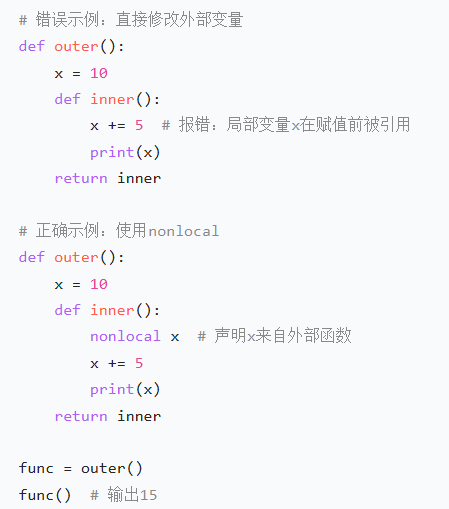 # 错误示例：直接修改外部变量
def outer():
    x = 10
    def inner():
        x += 5  # 报错：局部变量x在赋值前被引用
        print(x)
    return inner

# 正确示例：使用nonlocal
def outer():
    x = 10
    def inner():
        nonlocal x  # 声明x来自外部函数
        x += 5
        print(x)
    return inner

func = outer()
func()  # 输出15